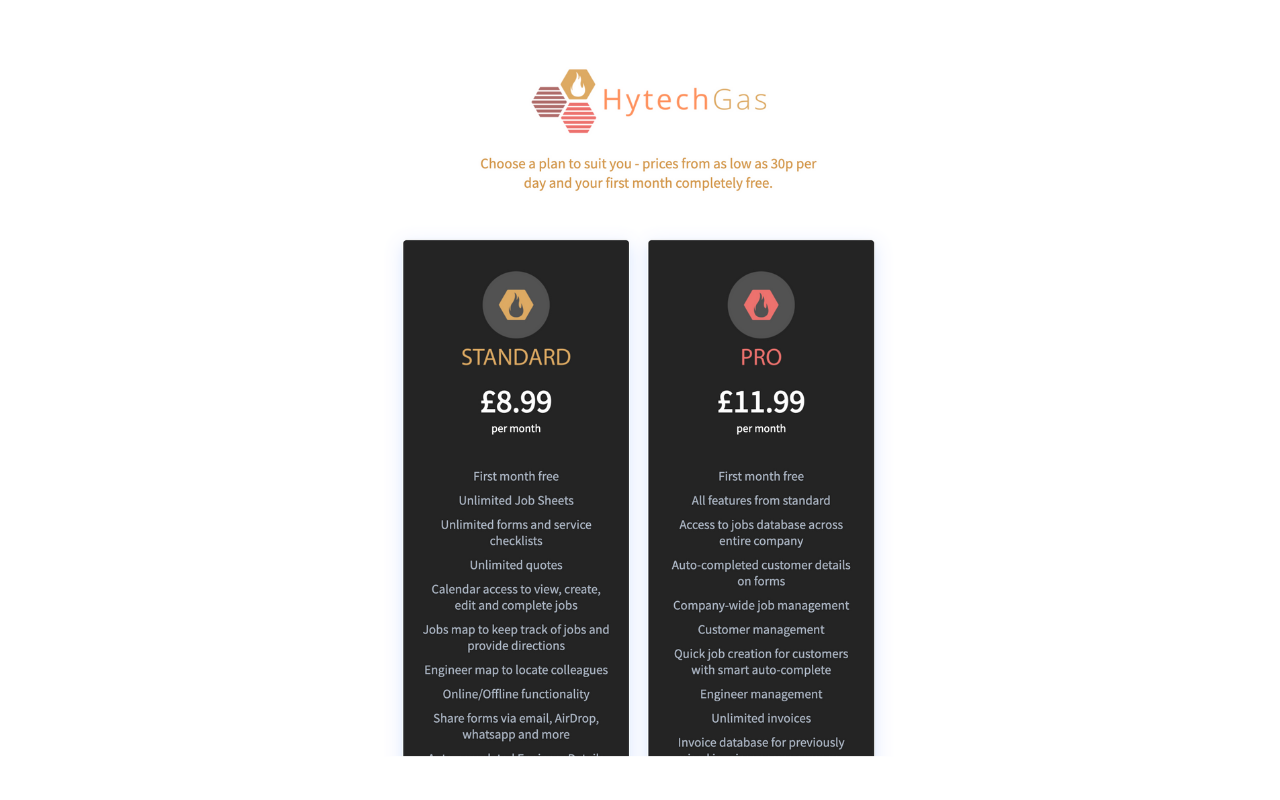 HytechGas
Choose a plan to suit you - prices from as low as 30p per
day and your first month completely free.
STANDARD
£8.99
per month
First month free
Unlimited Job Sheets
Unlimited forms and service
checklists
Unlimited quotes
Calendar access to view, create,
edit and complete jobs
Jobs map to keep track of jobs and
provide directions
Engineer map to locate colleagues
Online/Offline functionality
Share forms via email, AirDrop,
whatsapp and more
PRO
£11.99
per month
First month free
All features from standard
Access to jobs database across
entire company
Auto-completed customer details
on forms
Company-wide job management
Customer management
Quick job creation for customers
with smart auto-complete
Engineer management
Unlimited invoices
Invoice database for previously